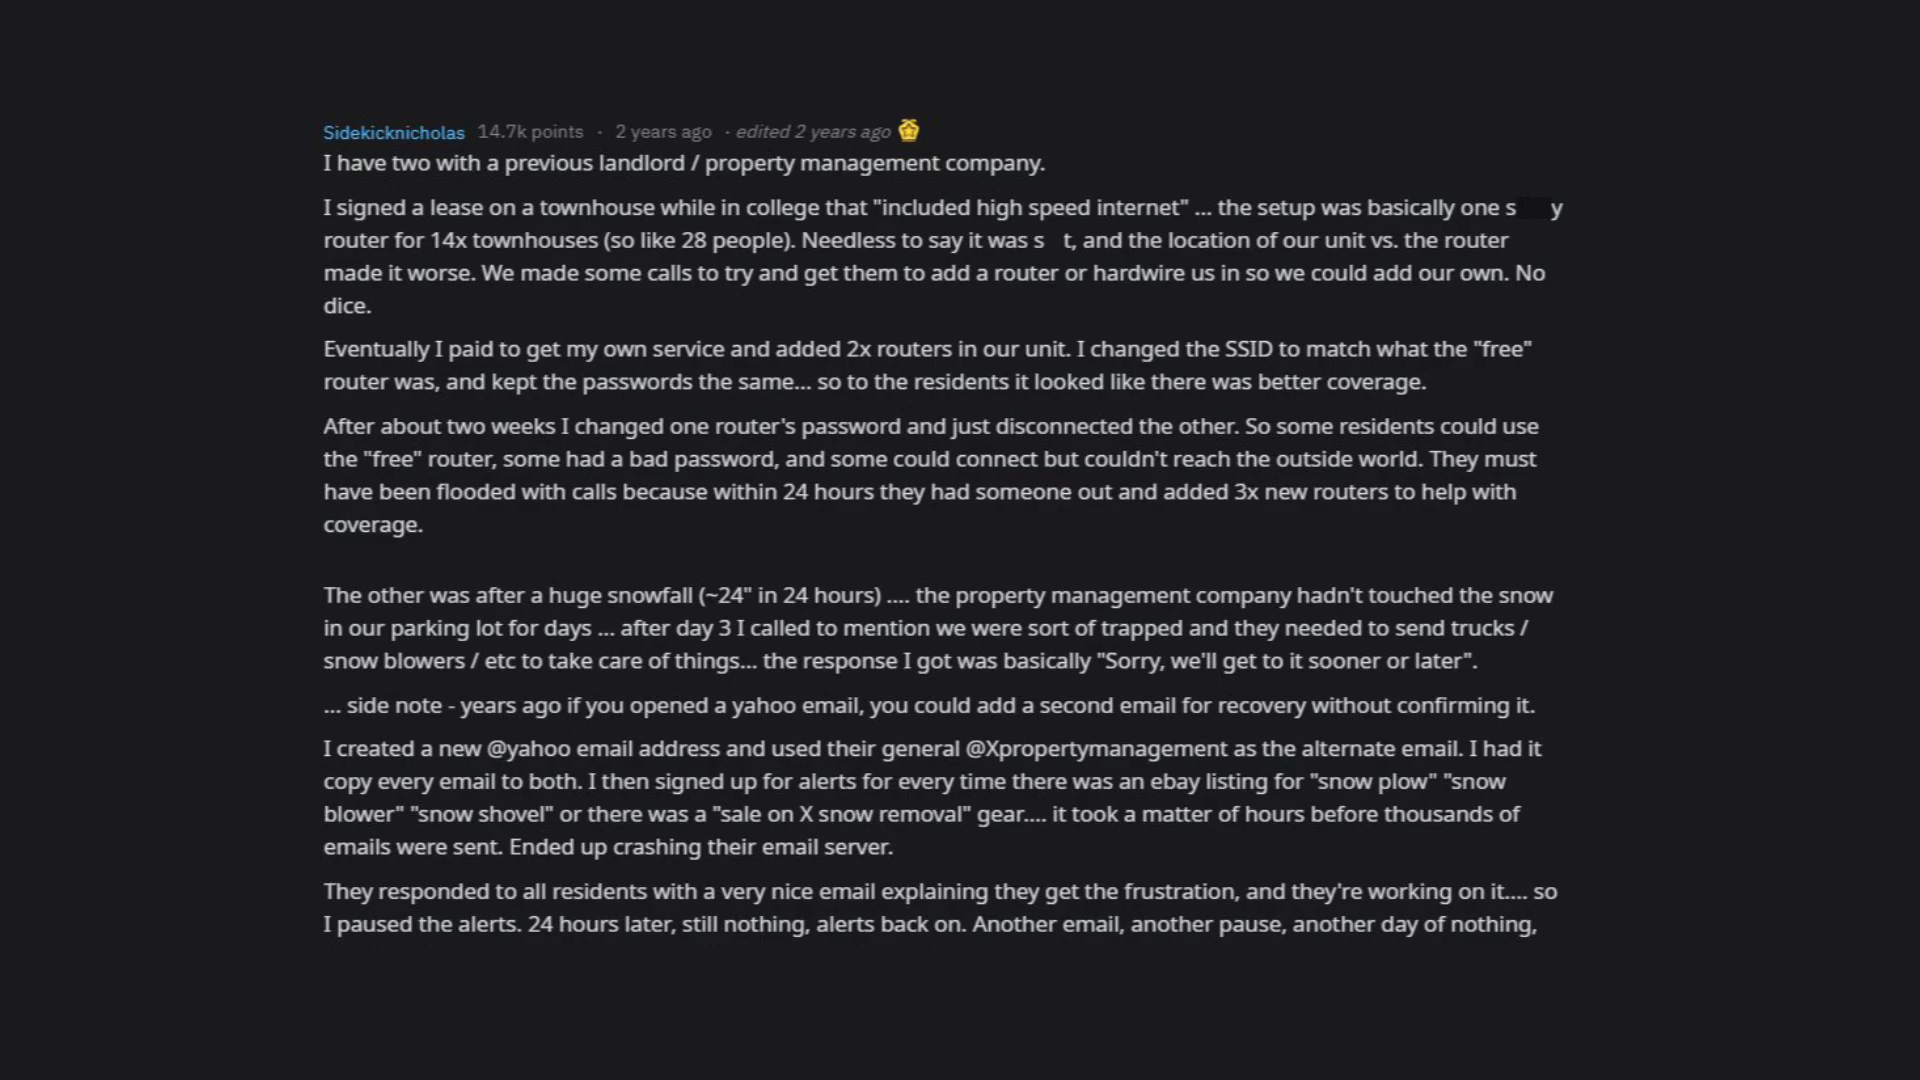 Sidekicknicholas 14.7k points · 2 years ago · edited 2 years ago
I have two with a previous landlord / property management company.
I signed a lease on a townhouse while in college that "included high speed internet" ... the setup was basically one s y
router for 14x townhouses (so like 28 people). Needless to say it was s t, and the location of our unit vs. the router
made it worse. We made some calls to try and get them to add a router or hardwire us in so we could add our own. No
dice.
Eventually I paid to get my own service and added 2x routers in our unit. I changed the SSID to match what the "free"
router was, and kept the passwords the same... so to the residents it looked like there was better coverage.
After about two weeks I changed one router's password and just disconnected the other. So some residents could use
the "free" router, some had a bad password, and some could connect but couldn't reach the outside world. They must
have been flooded with calls because within 24 hours they had someone out and added 3x new routers to help with
coverage.
The other was after a huge snowfall (~24" in 24 hours) .... the property management company hadn't touched the snow
in our parking lot for days ... after day 3 I called to mention we were sort of trapped and they needed to send trucks /
snow blowers / etc to take care of things... the response I got was basically "Sorry, we'll get to it sooner or later".
... side note - years ago if you opened a yahoo email, you could add a second email for recovery without confirming it.
I created a new @yahoo email address and used their general @Xpropertymanagement as the alternate email. I had it
copy every email to both. I then signed up for alerts for every time there was an ebay listing for "snow plow" "snow
blower" "snow shovel" or there was a "sale on X snow removal" gear.... it took a matter of hours before thousands of
emails were sent. Ended up crashing their email server.
They responded to all residents with a very nice email explaining they get the frustration, and they're working on it.... so
I paused the alerts. 24 hours later, still nothing, alerts back on. Another email, another pause, another day of nothing,